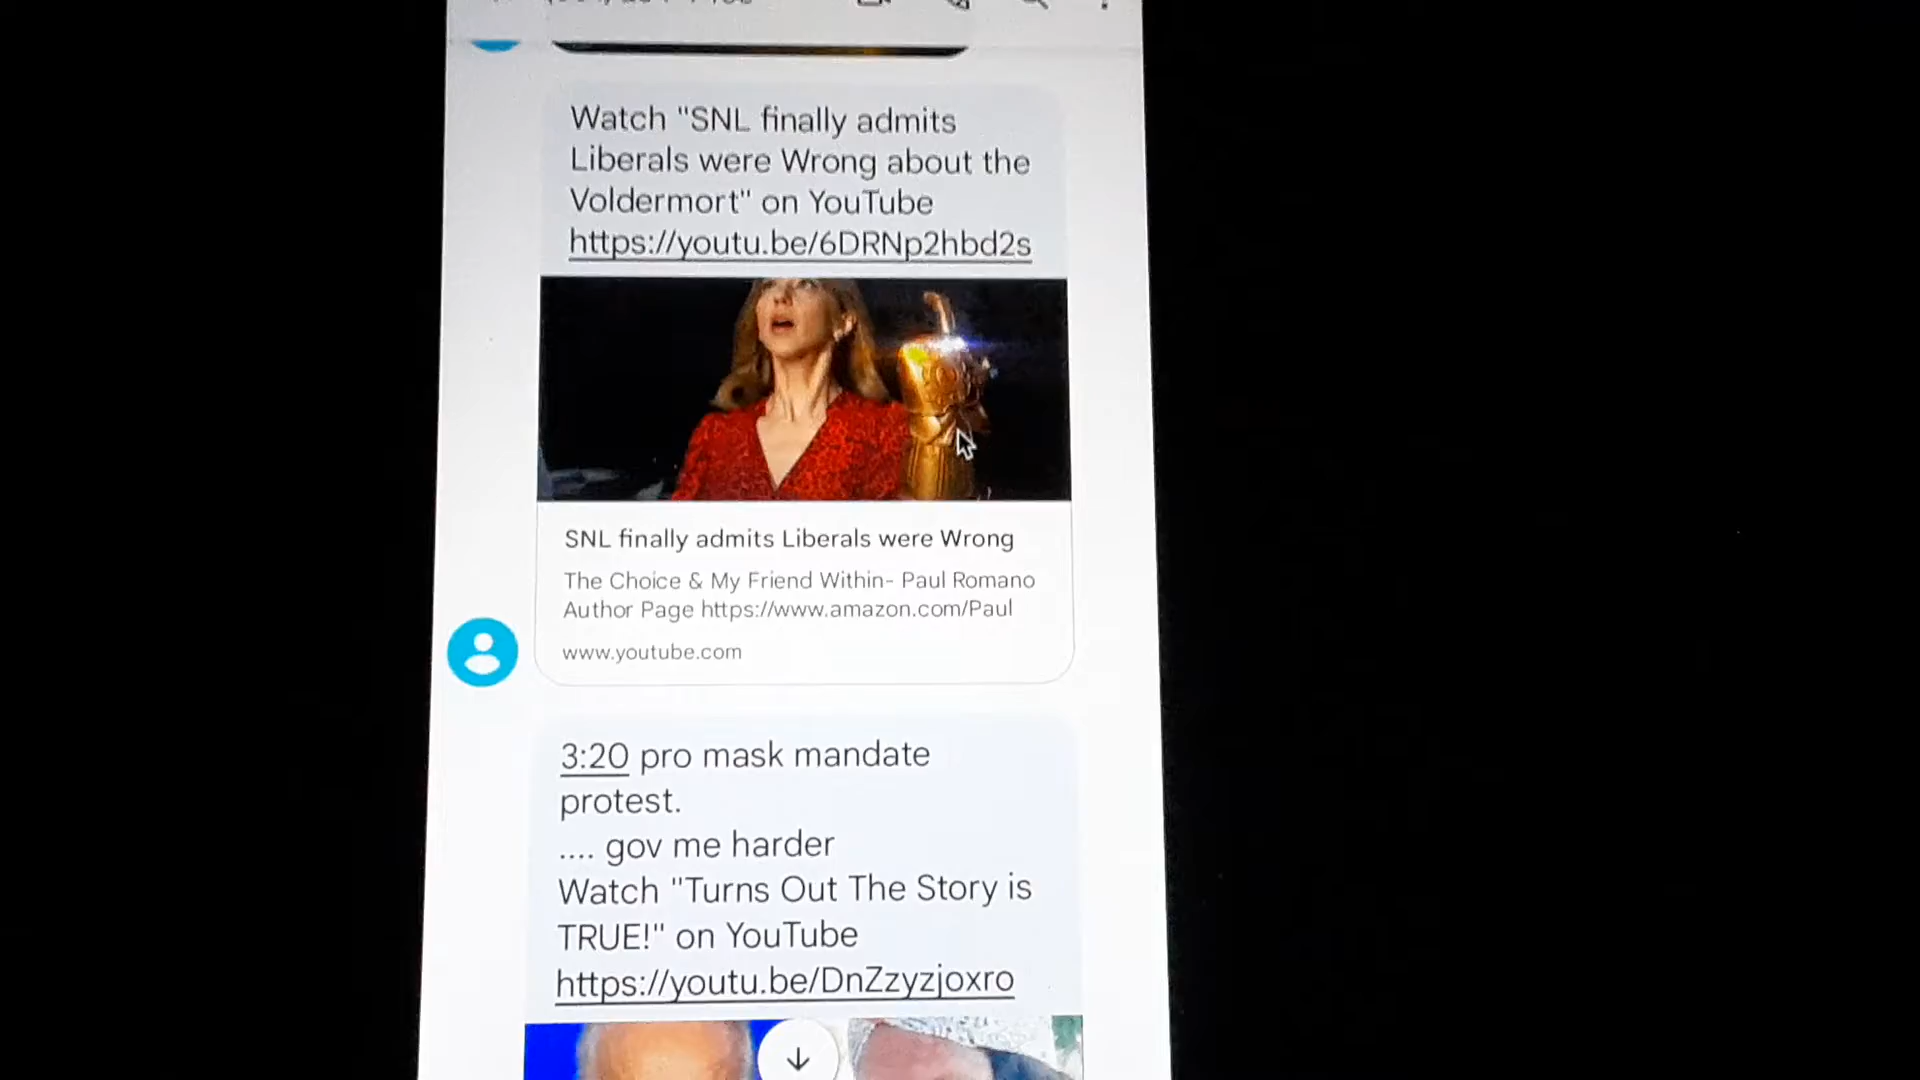 Watch "SNL finally admits
Liberals were Wrong about the
Voldermort" on YouTube
https://youtu.be/6DRNp2hbd2s
SNL finally admits Liberals were Wrong
The Choice & My Friend Within- Paul Romano
Author Page https://www.amazon.com/Paul
www.youtube.com
3:20 pro mask mandate
protest.
.... gov me harder
Watch "Turns Out The Story is
TRUE!" on YouTube
https://youtu.be/DnZzyzjoxro